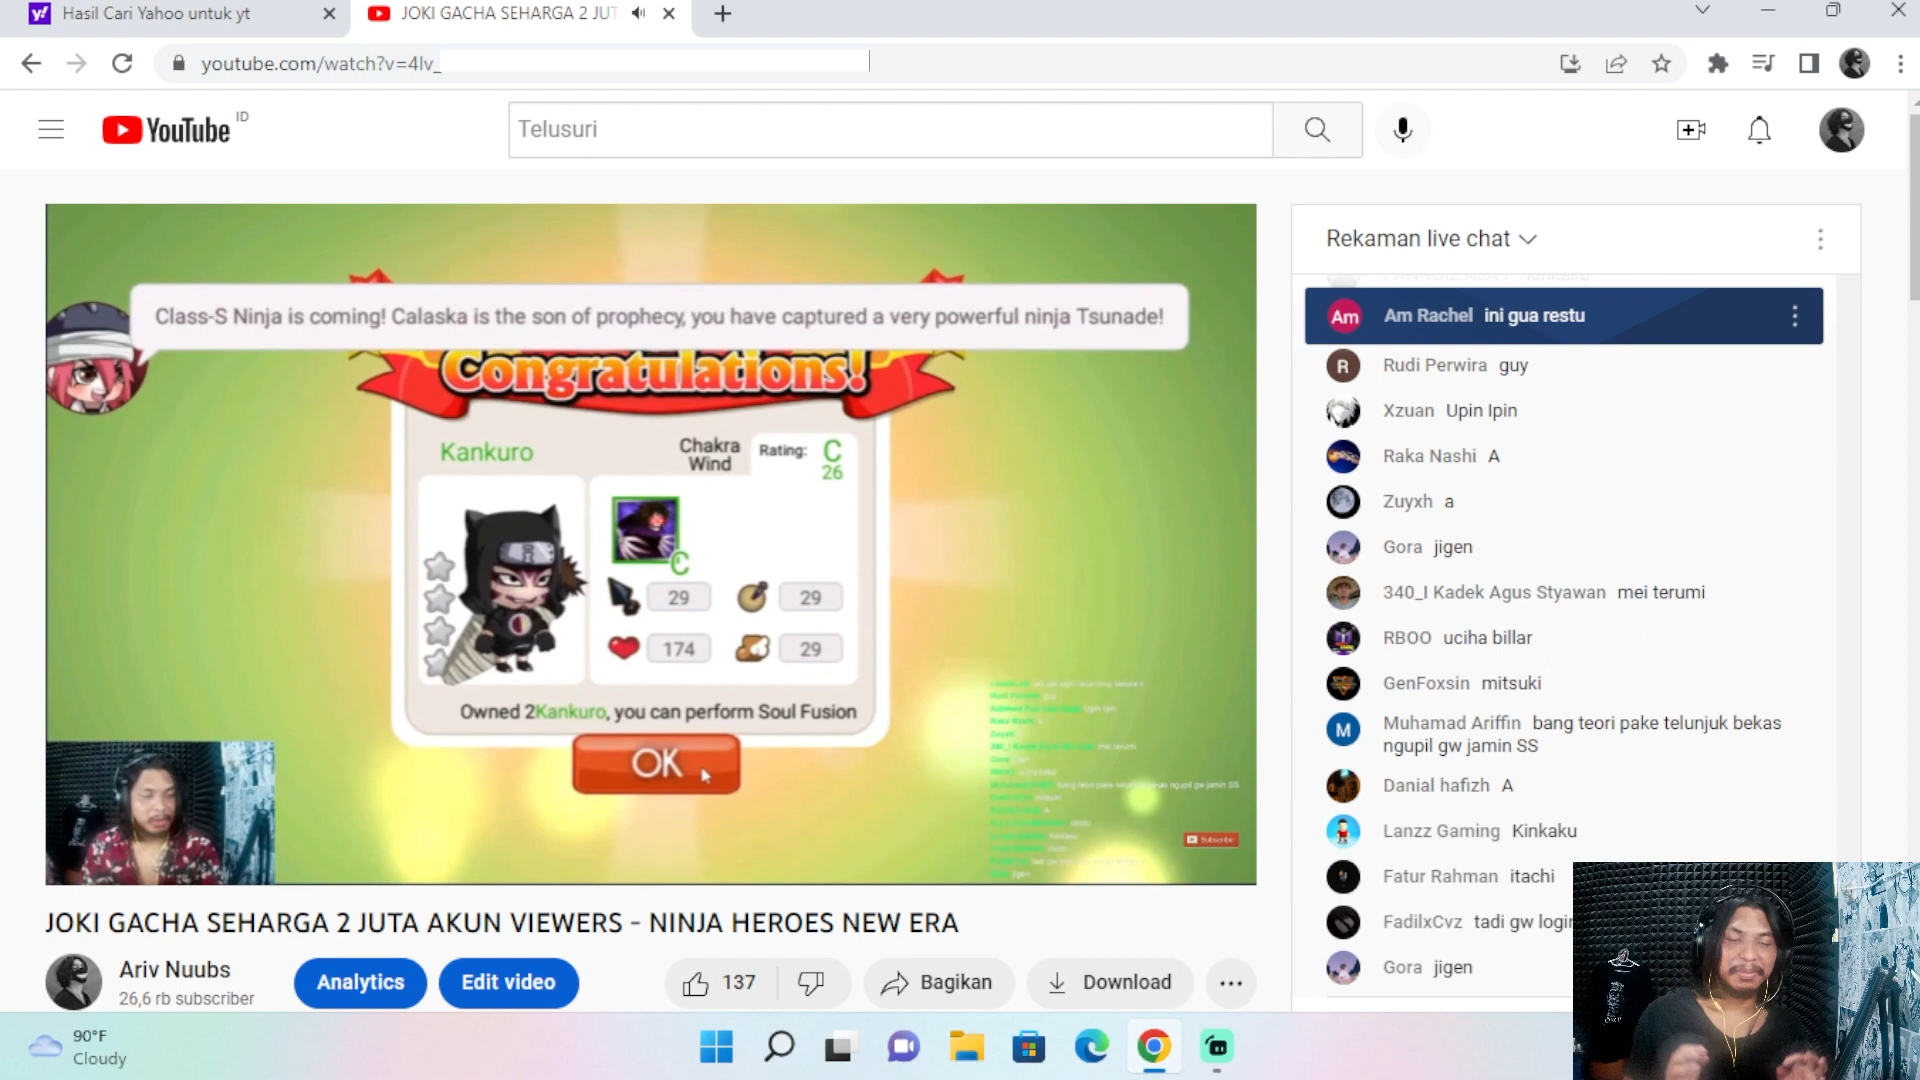 Hasil Cari Yahoo untuk yt
JOKI GACHA SEHARGA 2 JUT
youtube.com/watch?v=4lv_
YouTube ID
Telusuri
Class-S Ninja is coming! Calaska is the son of prophecy, you have captured a very powerful ninja Tsunade!
Congratulations!
Kankuro
Chakra
Wind
Rating: C
26
C
29
29
174
29
Owned 2Kankuro, you can perform Soul Fusion
OK
Subscribe
JOKI GACHA SEHARGA 2 JUTA AKUN VIEWERS - NINJA HEROES NEW ERA
Ariv Nuubs
26,6 rb subscriber
Analytics
Edit video
137
Bagikan
Download
Rekaman live chat
Am Am Rachel ini gua restu
R Rudi Perwira guy
Xzuan Upin Ipin
Raka Nashi A
Zuyxh a
Gora jigen
340_I Kadek Agus Styawan mei terumi
RBOO uciha billar
GenFoxsin mitsuki
M Muhamad Ariffin bang teori pake telunjuk bekas
ngupil gw jamin SS
Danial hafizh A
Lanzz Gaming Kinkaku
Fatur Rahman itachi
FadilxCvz tadi gw login
Gora jigen
90°F
Cloudy